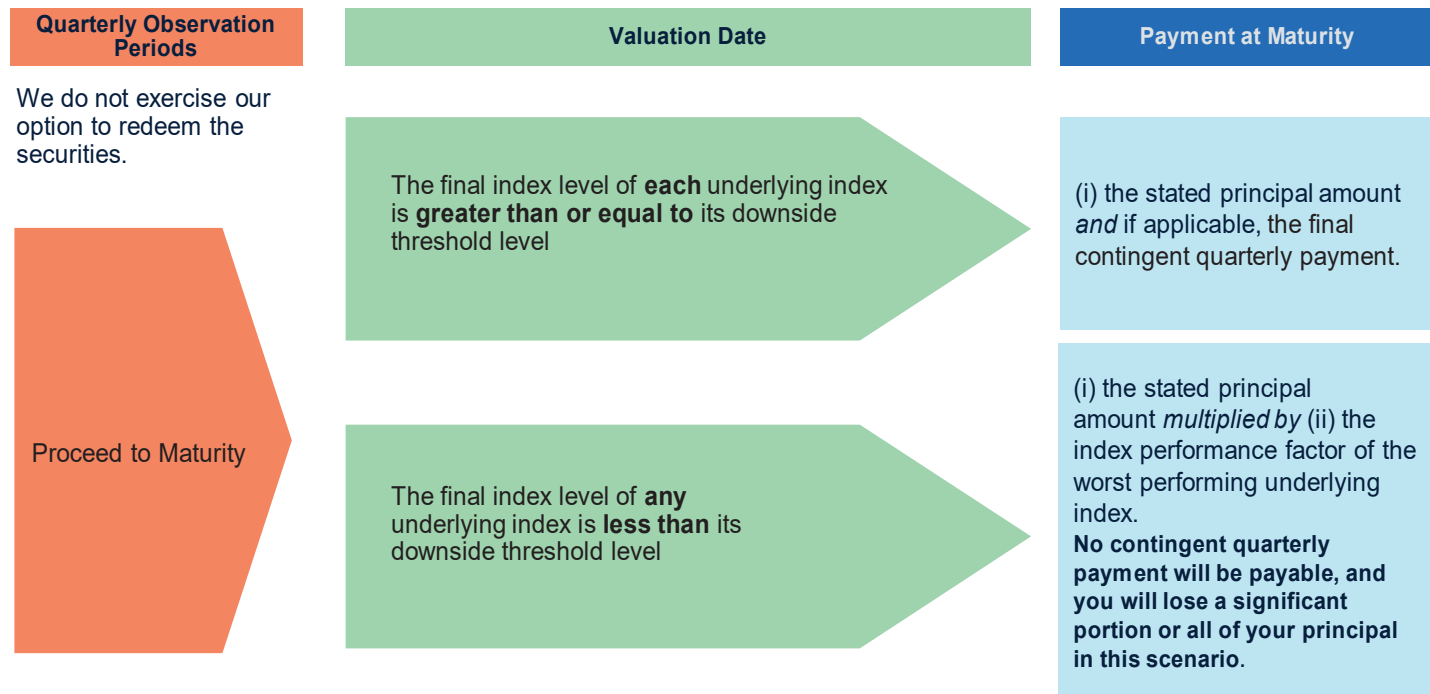 Quarterly Observation
Periods
Valuation Date
Payment at Maturity
We do not exercise our
option to redeem the
securities.
Proceed to Maturity
The final index level of each underlying index
is greater than or equal to its downside
threshold level
(i) the stated principal amount
and if applicable, the final
contingent quarterly payment.
The final index level of any
underlying index is less than its
downside threshold level
(i) the stated principal
amount multiplied by (ii) the
index performance factor of the
worst performing underlying
index.
No contingent quarterly
payment will be payable, and
you will lose a significant
portion or all of your principal
in this scenario.